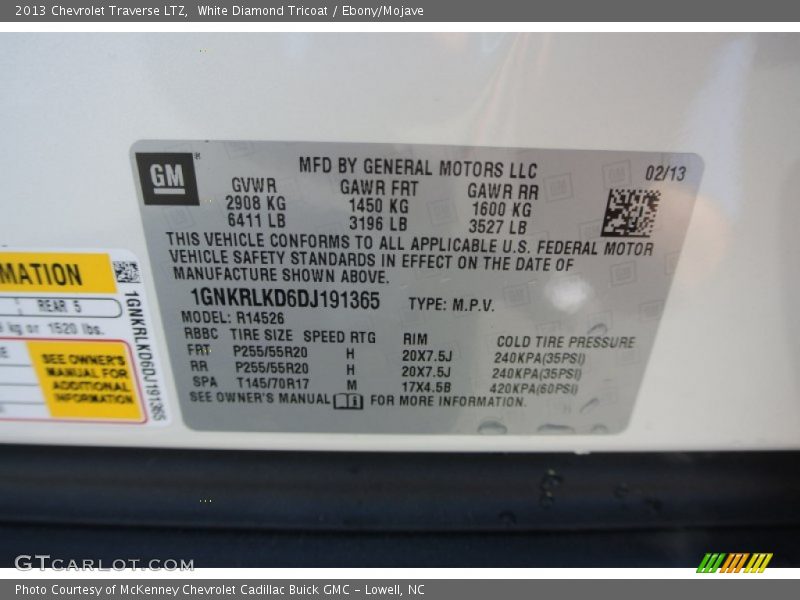 2013 Chevrolet Traverse LTZ, White Diamond Tricoat / Ebony/Mojave
GM
MFD BY GENERAL MOTORS LLC 02/13
GVWR GAWR FRT GAWR RR
2908 KG 1450 KG 1600 KG
6411 LB 3196 LB 3527 LB
THIS VEHICLE CONFORMS TO ALL APPLICABLE U.S. FEDERAL MOTOR
VEHICLE SAFETY STANDARDS IN EFFECT ON THE DATE OF
MANUFACTURE SHOWN ABOVE.
1GNKRLKD6DJ191365 TYPE: M.P.V.
MODEL: R14526
RBBC TIRE SIZE SPEED RTG RIM COLD TIRE PRESSURE
FRT P255/55R20 H 20X7.5J 240KPA(35PSI)
RR P255/55R20 H 20X7.5J 240KPA(35PSI)
SPA T145/70R17 M 17X4.5B 420KPA(60PSI)
SEE OWNER'S MANUAL FOR MORE INFORMATION.
MATION
REAR 5
kg or 1520 lbs.
SEE OWNER'S
MANUAL FOR
ADDITIONAL
INFORMATION
1GNKRLKD6DJ191365
GTCARLOT.COM
Photo Courtesy of McKenney Chevrolet Cadillac Buick GMC - Lowell, NC